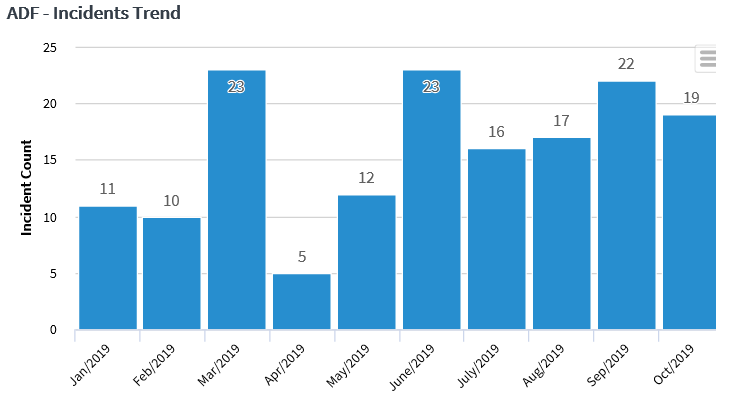 ADF - Incidents Trend
25
20
15
10
5
0
Incident Count
11
10
23
5
12
23
16
17
22
19
Jan/2019
Feb/2019
Mar/2019
Apr/2019
May/2019
June/2019
July/2019
Aug/2019
Sep/2019
Oct/2019